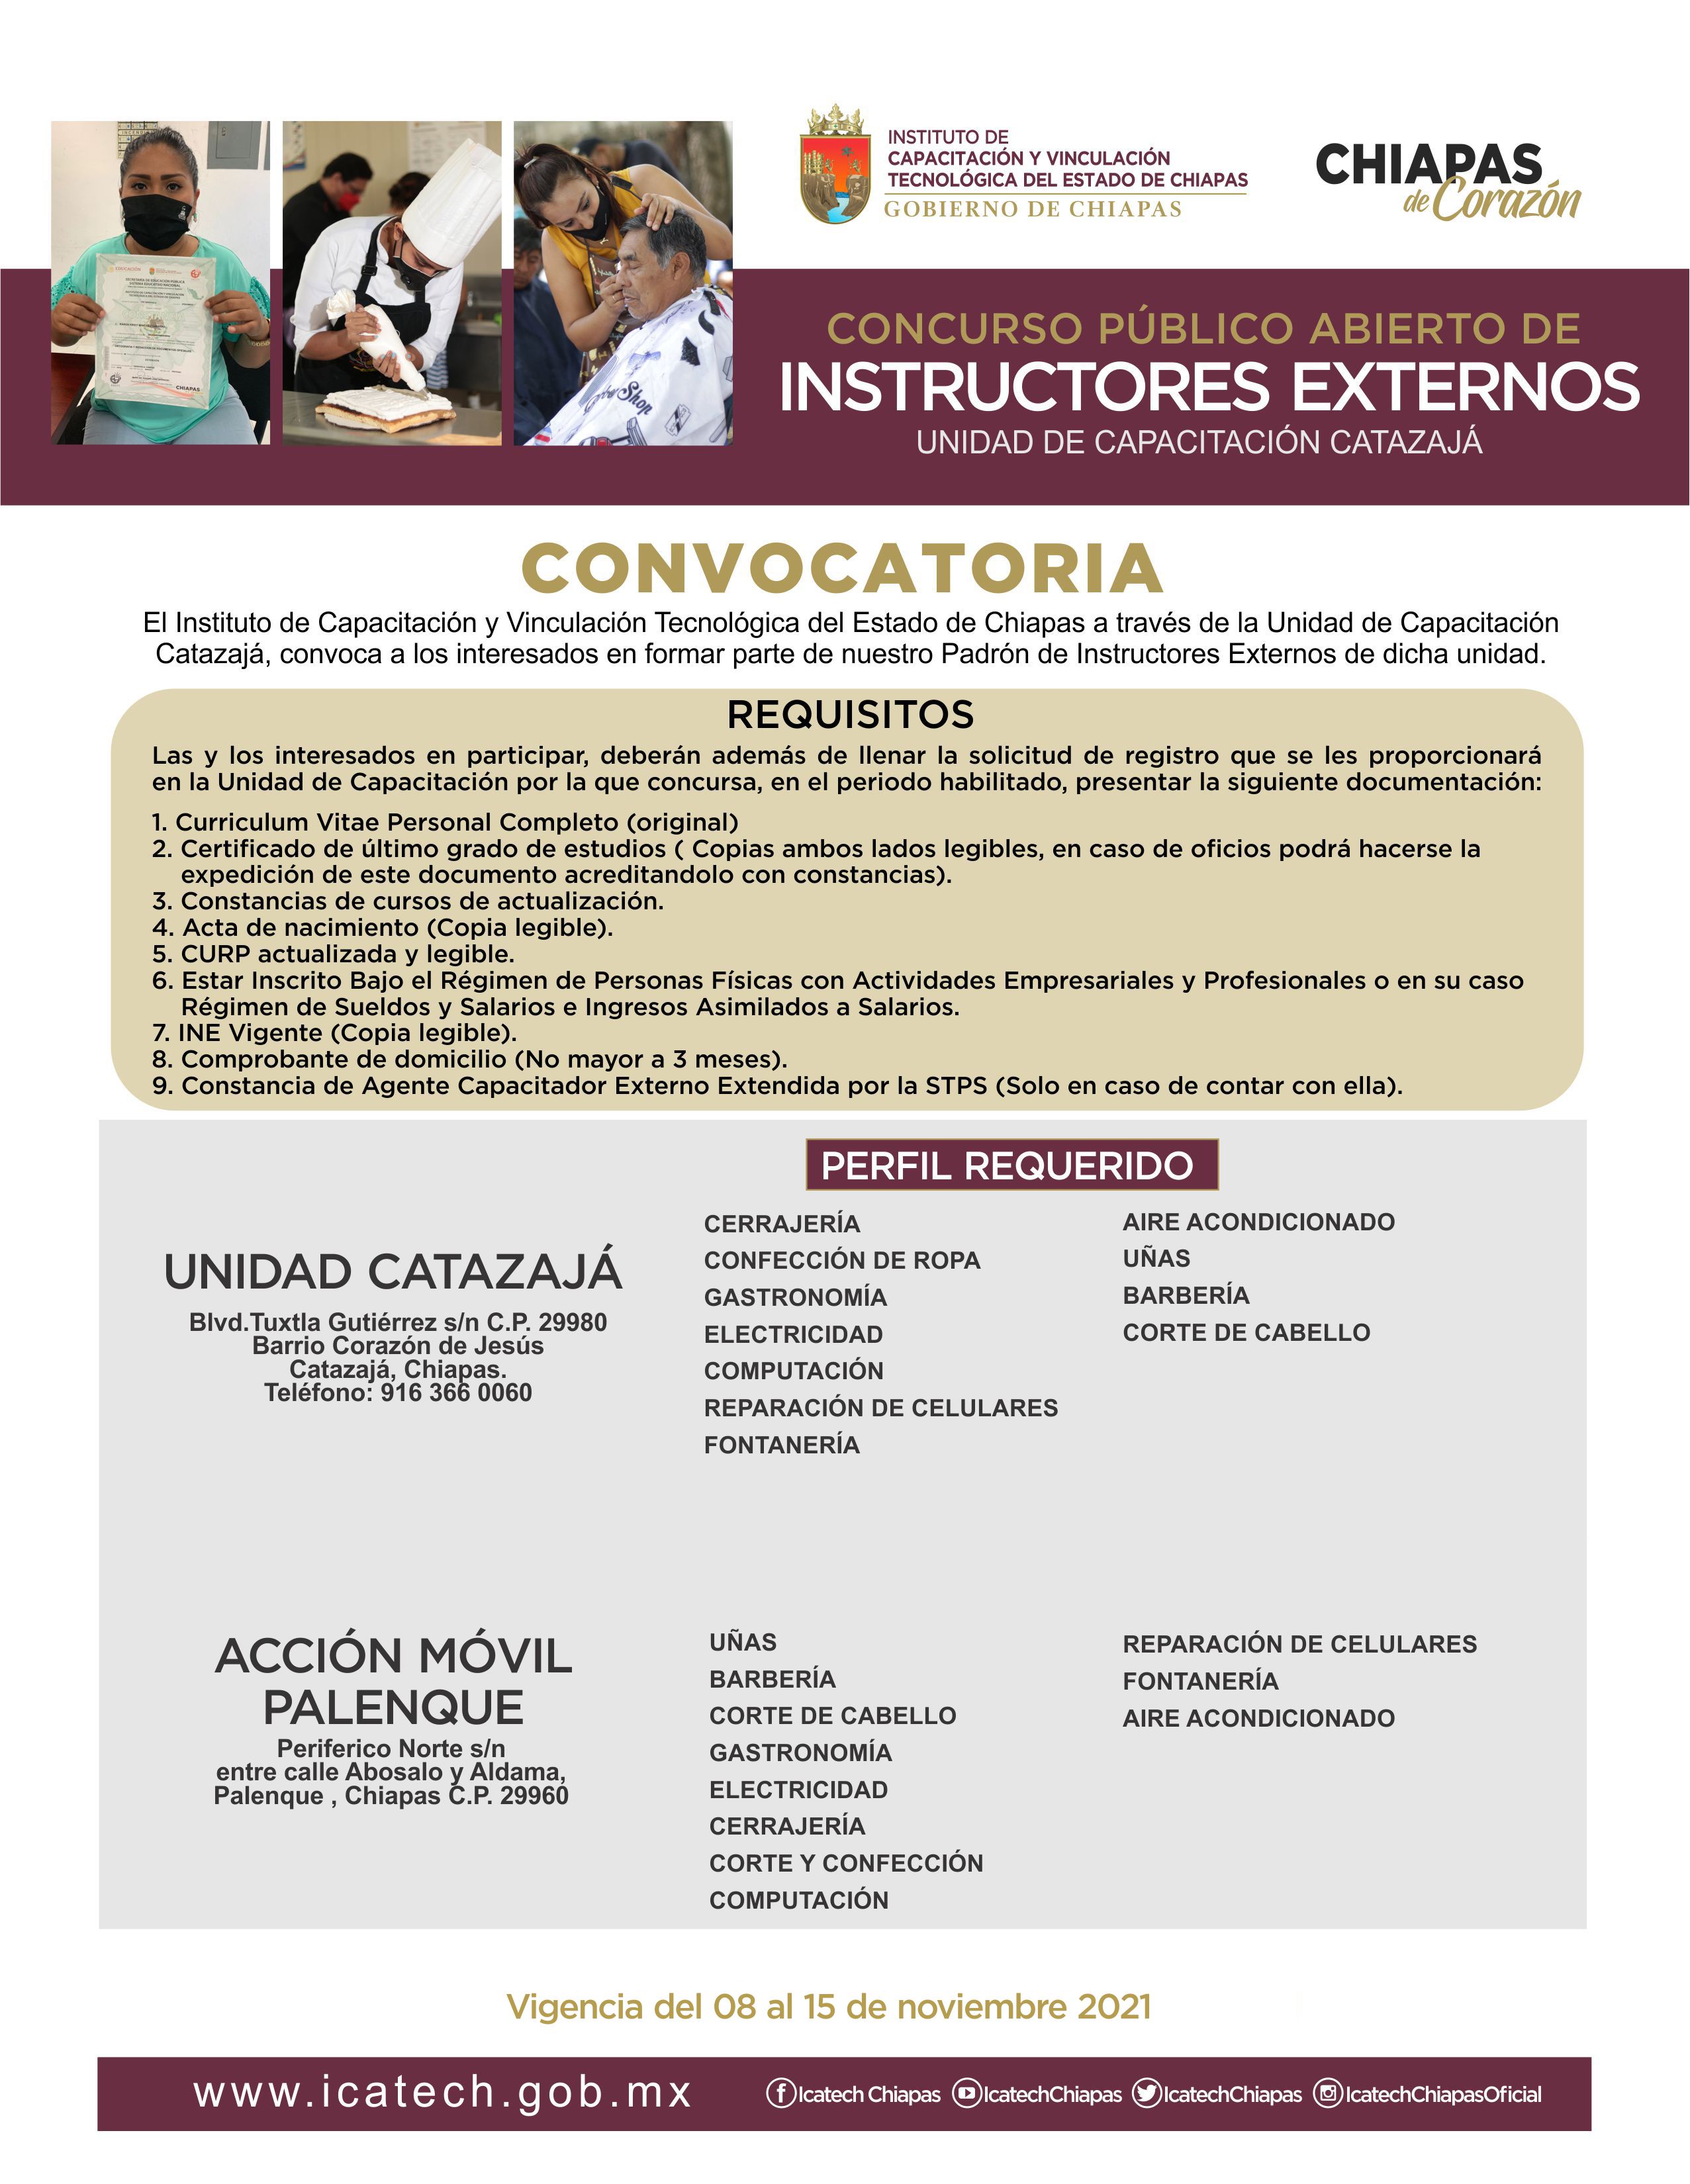 INSTITUTO DE
CAPACITACIÓN Y VINCULACIÓN
TECNOLÓGICA DEL ESTADO DE CHIAPAS
GOBIERNO DE CHIAPAS
CHIAPAS
de Corazón
CHIAPAS
Barber Shop
CONCURSO PÚBLICO ABIERTO DE
INSTRUCTORES EXTERNOS
UNIDAD DE CAPACITACIÓN CATAZAJÁ
CONVOCATORIA
El Instituto de Capacitación y Vinculación Tecnológica del Estado de Chiapas a través de la Unidad de Capacitación
Catazajá, convoca a los interesados en formar parte de nuestro Padrón de Instructores Externos de dicha unidad.
REQUISITOS
Las y los interesados en participar, deberán además de llenar la solicitud de registro que se les proporcionará
en la Unidad de Capacitación por la que concursa, en el periodo habilitado, presentar la siguiente documentación:
1. Curriculum Vitae Personal Completo (original)
2. Certificado de último grado de estudios ( Copias ambos lados legibles, en caso de oficios podrá hacerse la
expedición de este documento acreditandolo con constancias).
3. Constancias de cursos de actualización.
4. Acta de nacimiento (Copia legible).
5. CURP actualizada y legible.
6. Estar Inscrito Bajo el Régimen de Personas Físicas con Actividades Empresariales y Profesionales o en su caso
Régimen de Sueldos y Salarios e Ingresos Asimilados a Salarios.
7. INE Vigente (Copia legible).
8. Comprobante de domicilio (No mayor a 3 meses).
9. Constancia de Agente Capacitador Externo Extendida por la STPS (Solo en caso de contar con ella).
PERFIL REQUERIDO
UNIDAD CATAZAJÁ
Blvd.Tuxtla Gutiérrez s/n C.P. 29980
Barrio Corazón de Jesús
Catazajá, Chiapas.
Teléfono: 916 366 0060
CERRAJERÍA
CONFECCIÓN DE ROPA
GASTRONOMÍA
ELECTRICIDAD
COMPUTACIÓN
REPARACIÓN DE CELULARES
FONTANERÍA
AIRE ACONDICIONADO
UÑAS
BARBERÍA
CORTE DE CABELLO
ACCIÓN MÓVIL
PALENQUE
Periferico Norte s/n
entre calle Abosalo y Aldama,
Palenque , Chiapas C.P. 29960
UÑAS
BARBERÍA
CORTE DE CABELLO
GASTRONOMÍA
ELECTRICIDAD
CERRAJERÍA
CORTE Y CONFECCIÓN
COMPUTACIÓN
REPARACIÓN DE CELULARES
FONTANERÍA
AIRE ACONDICIONADO
Vigencia del 08 al 15 de noviembre 2021
www.icatech.gob.mx
Icatech Chiapas IcatechChiapas IcatechChiapas IcatechChiapasOficial